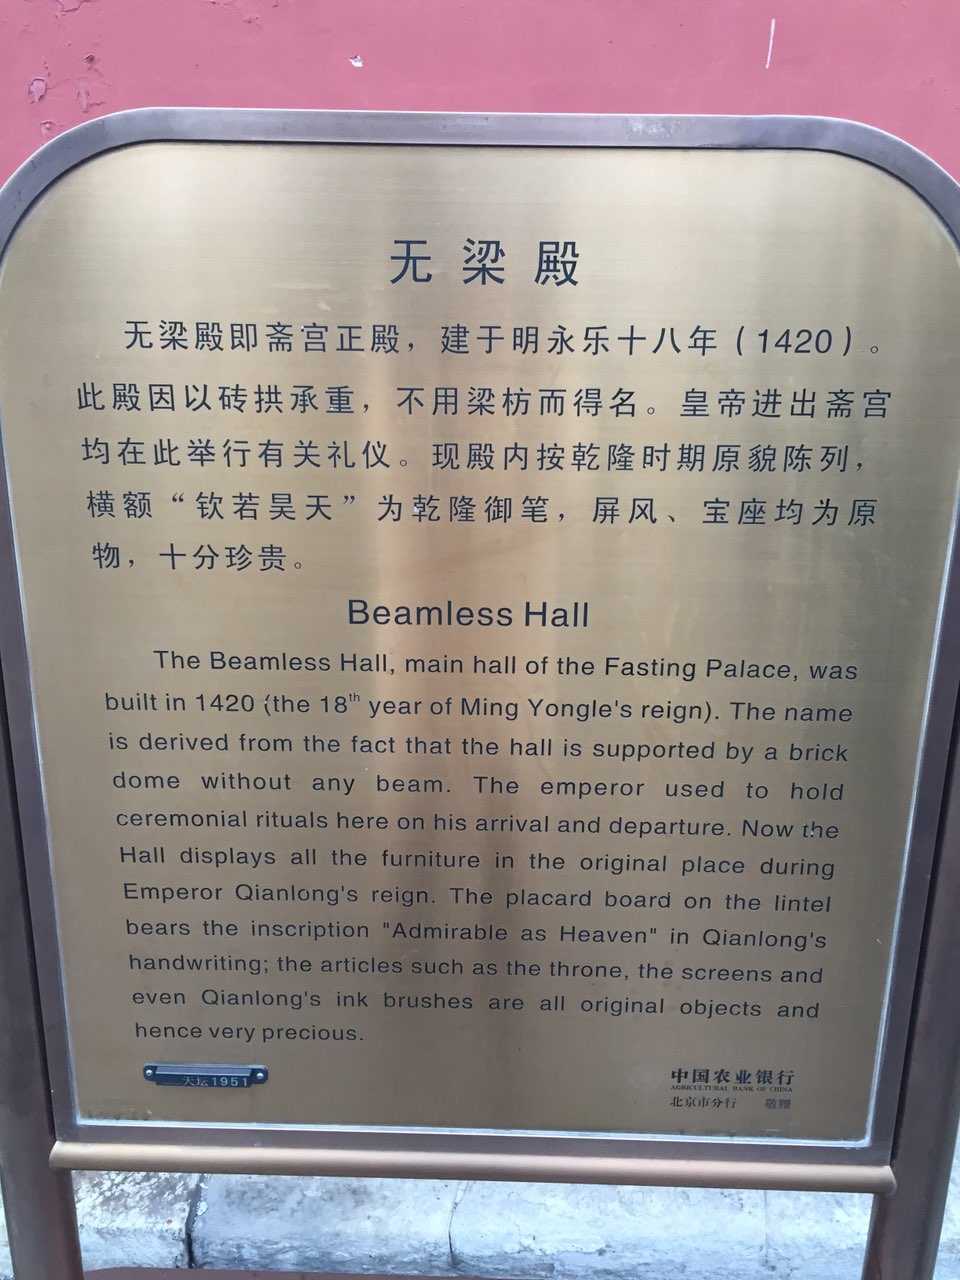 无梁殿
无梁殿即斋宫正殿，建于明永乐十八年（1420）。
此殿因以砖拱承重，不用梁枋而得名。皇帝进出斋宫
均在此举行有关礼仪。现殿内按乾隆时期原貌陈列，
横额“钦若昊天”为乾隆御笔，屏风、宝座均为原
物，十分珍贵。
Beamless Hall
The Beamless Hall, main hall of the Fasting Palace, was
built in 1420 (the 18th year of Ming Yongle's reign). The name
is derived from the fact that the hall is supported by a brick
dome without any beam. The emperor used to hold
ceremonial rituals here on his arrival and departure. Now the
Hall displays all the furniture in the original place during
Emperor Qianlong's reign. The placard board on the lintel
bears the inscription "Admirable as Heaven" in Qianlong's
handwriting; the articles such as the throne, the screens and
even Qianlong's ink brushes are all original objects and
hence very precious.
天坛1951
中国农业银行
AGRICULTURAL BANK OF CHINA
北京市分行 敬赠